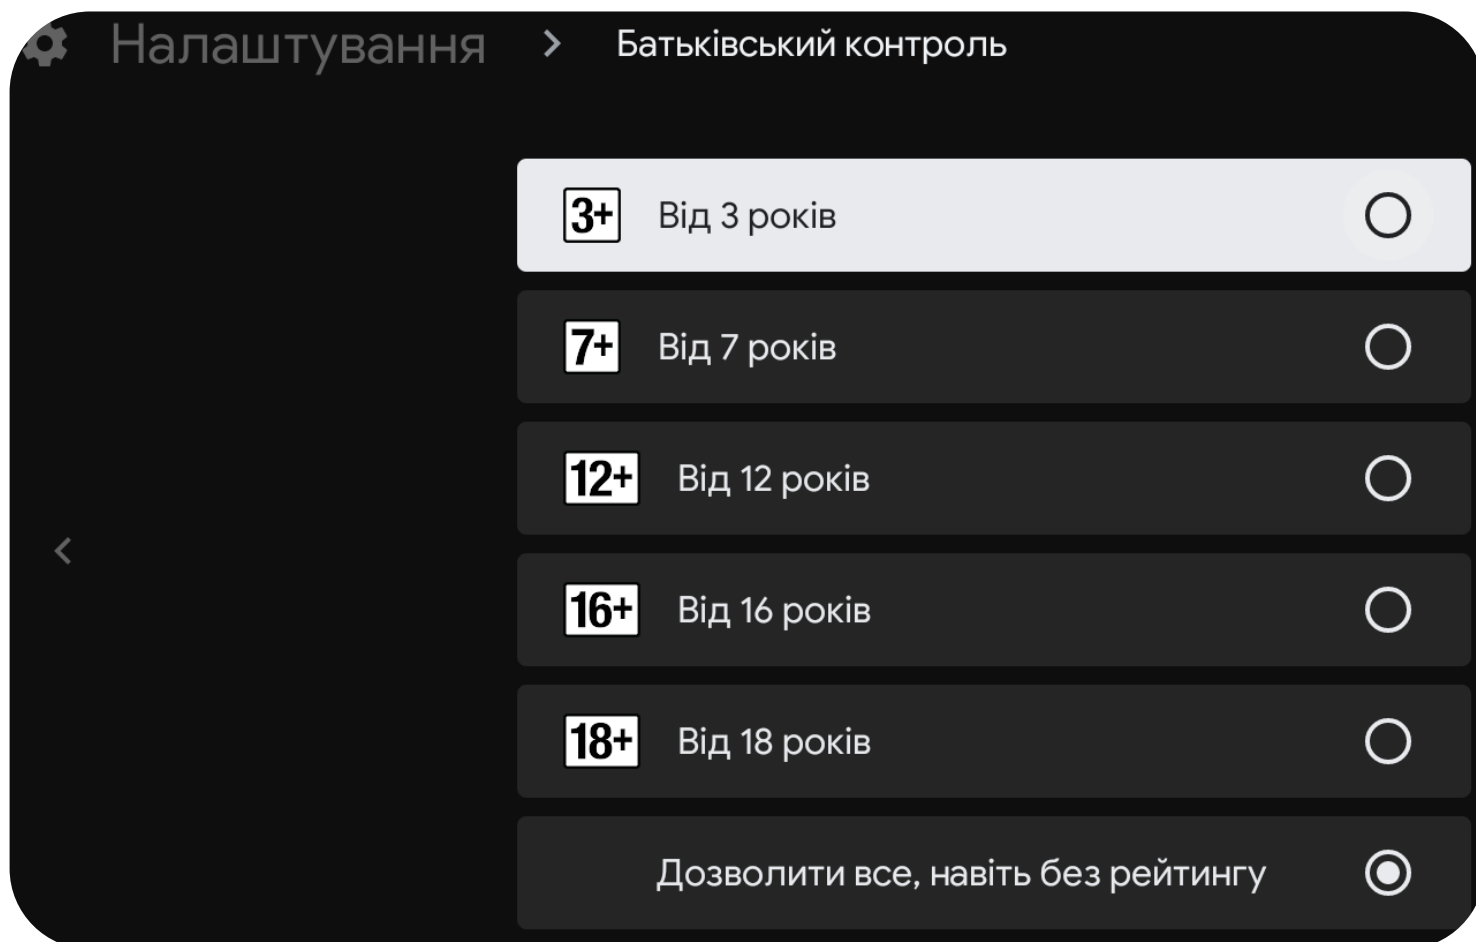 Налаштування > Батьківський контроль
3+ Від 3 років
7+ Від 7 років
12+ Від 12 років
16+ Від 16 років
18+ Від 18 років
Дозволити все, навіть без рейтингу